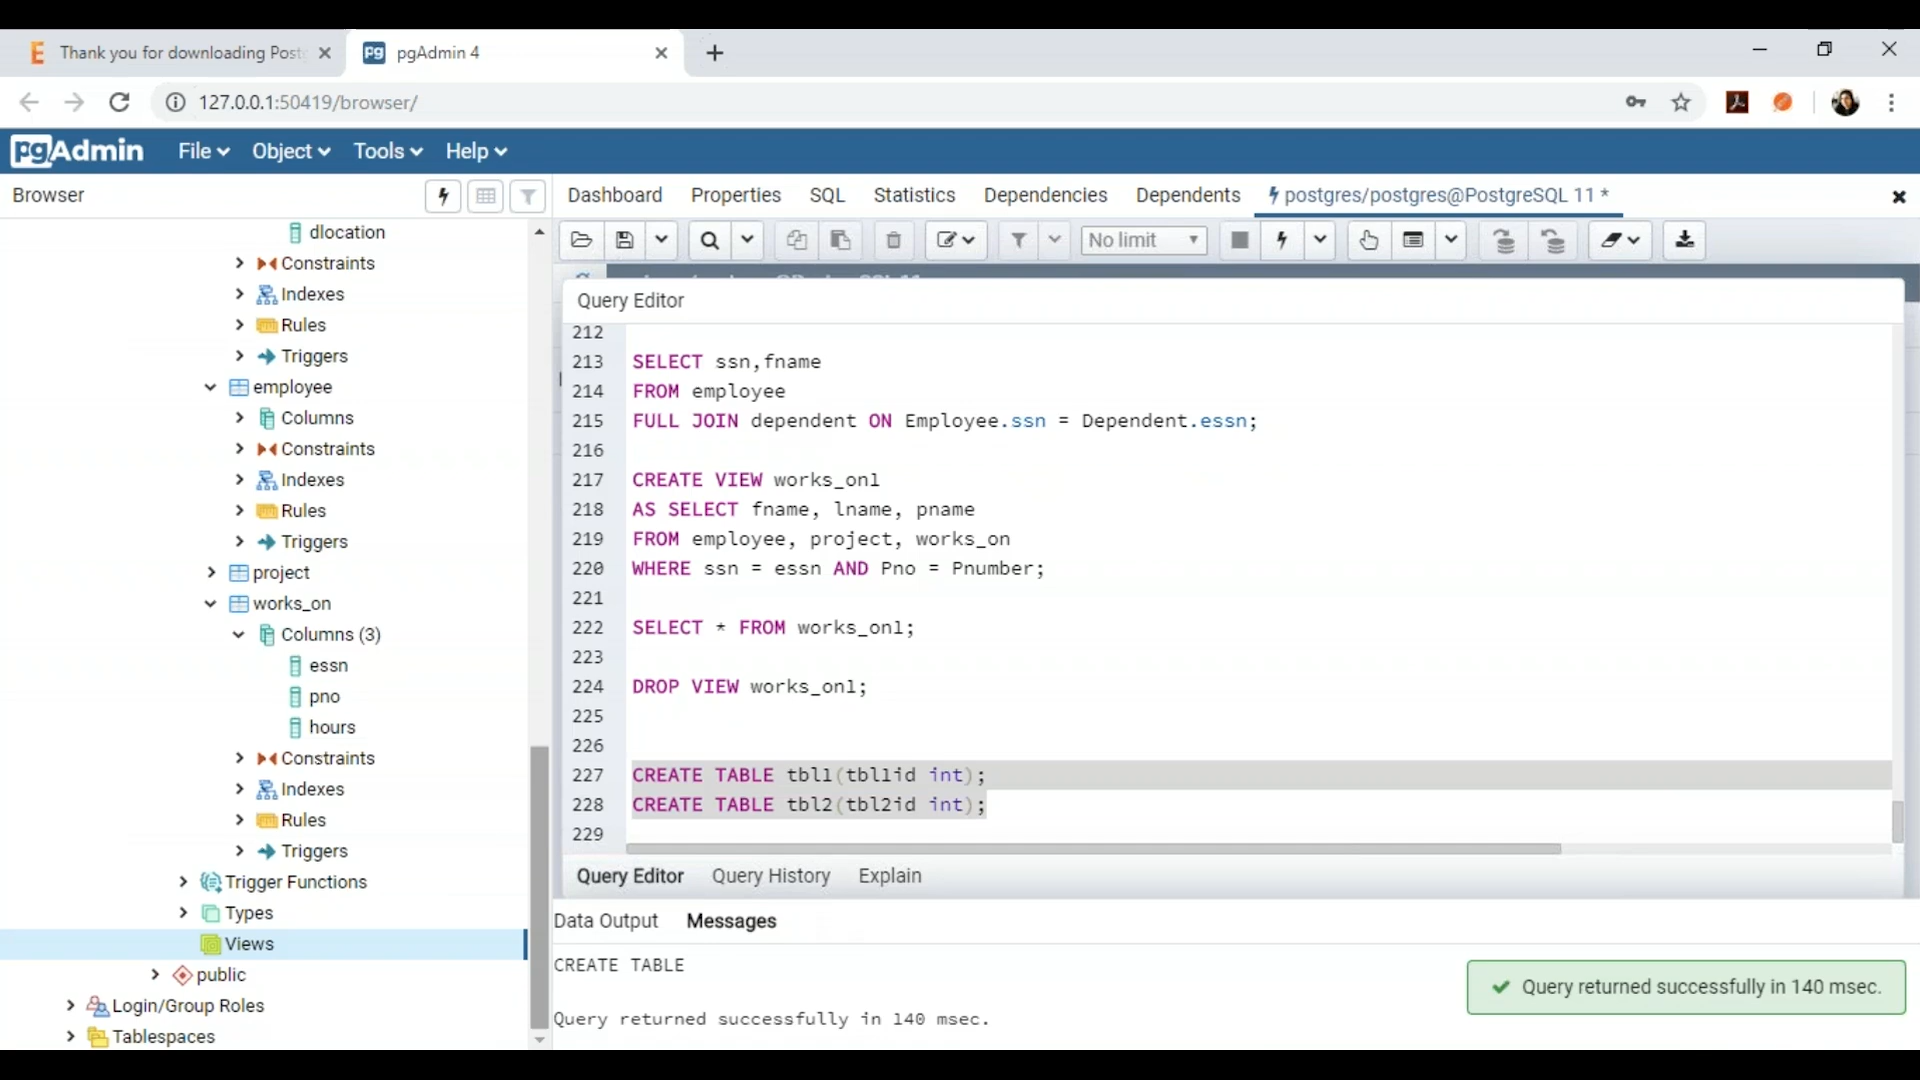 Thank you for downloading Post
pgAdmin 4
127.0.0.1:50419/browser/
pgAdmin
File
Object
Tools
Help
Browser
Dashboard
Properties
SQL
Statistics
Dependencies
Dependents
postgres/postgres@PostgreSQL 11 *
No limit
dlocation
Constraints
Indexes
Rules
Triggers
employee
Columns
Constraints
Indexes
Rules
Triggers
project
works_on
Columns (3)
essn
pno
hours
Constraints
Indexes
Rules
Triggers
Trigger Functions
Types
Views
public
Login/Group Roles
Tablespaces
Query Editor
212
213 SELECT ssn,fname
214 FROM employee
215 FULL JOIN dependent ON Employee.ssn = Dependent.essn;
216
217 CREATE VIEW works_on1
218 AS SELECT fname, lname, pname
219 FROM employee, project, works_on
220 WHERE ssn = essn AND Pno = Pnumber;
221
222 SELECT * FROM works_on1;
223
224 DROP VIEW works_on1;
225
226
227 CREATE TABLE tbl1(tbl1id int);
228 CREATE TABLE tbl2(tbl2id int);
229
Query Editor
Query History
Explain
Data Output
Messages
CREATE TABLE
Query returned successfully in 140 msec.
Query returned successfully in 140 msec.